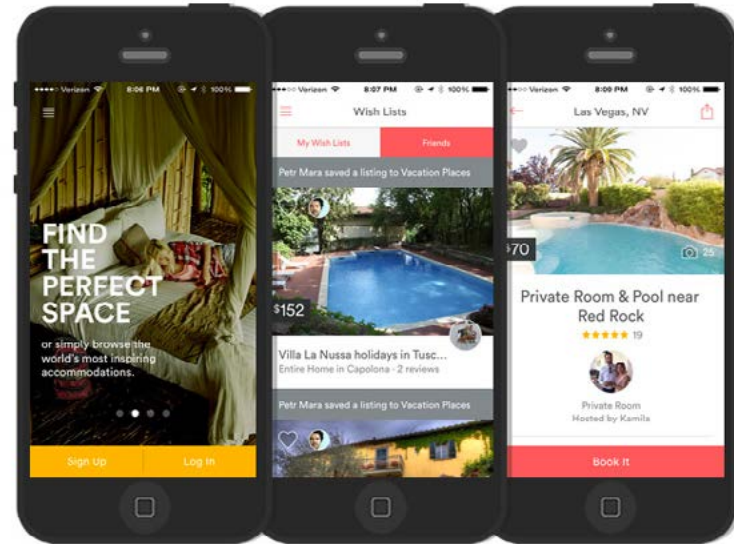 Verizon 8:06 PM 100%
FIND
THE
PERFECT
SPACE
or simply browse the
world's most inspiring
accommodations.
Sign Up Log In
Verizon 8:07 PM 100%
Wish Lists
My Wish Lists Friends
Petr Mara saved a listing to Vacation Places
$152
Villa La Nussa holidays in Tusc...
Entire Home in Capolona · 2 reviews
Petr Mara saved a listing to Vacation Places
Verizon 8:09 PM 100%
Las Vegas, NV
$70
25
Private Room & Pool near
Red Rock
19
Private Room
Hosted by Kamila
Book It